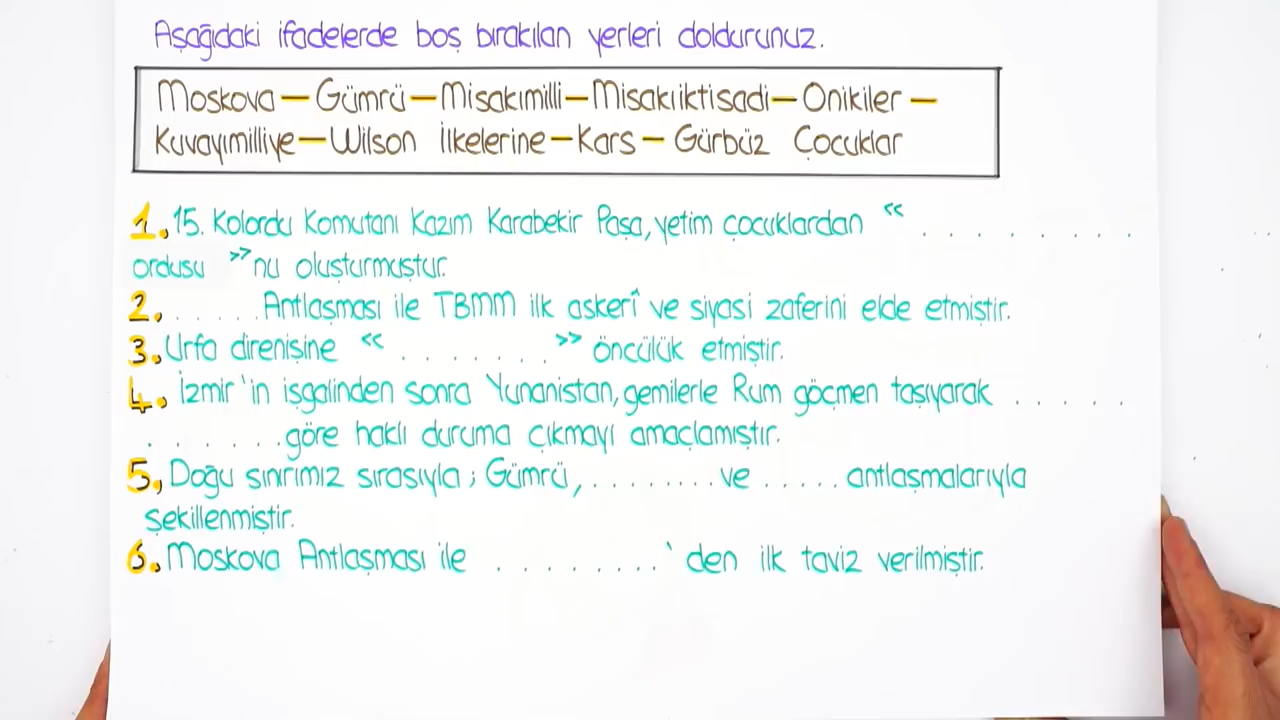 Aşağıdaki ifadelerde boş bırakılan yerleri doldurunuz.
Moskova — Gümrü — Misakımilli — Misakıiktisadi — Onikiler —
Kuvayımilliye — Wilson İlkelerine — Kars — Gürbüz Çocuklar
1. 15. Kolordu Komutanı Kazım Karabekir Paşa, yetim çocuklardan «. . . . . . . . .
ordusu »nu oluşturmuştur.
2. . . . . . Antlaşması ile TBMM ilk askerî ve siyasi zaferini elde etmiştir.
3. Urfa direnişine « . . . . . . . » öncülük etmiştir.
4. İzmir'in işgalinden sonra Yunanistan, gemilerle Rum göçmen taşıyarak . . . . .
. . . . . . göre haklı duruma çıkmayı amaçlamıştır.
5, Doğu sınırımız sırasıyla ; Gümrü, . . . . . . . . ve . . . . . antlaşmalarıyla
şekillenmiştir.
6. Moskova Antlaşması ile . . . . . . . . . 'den ilk taviz verilmiştir.